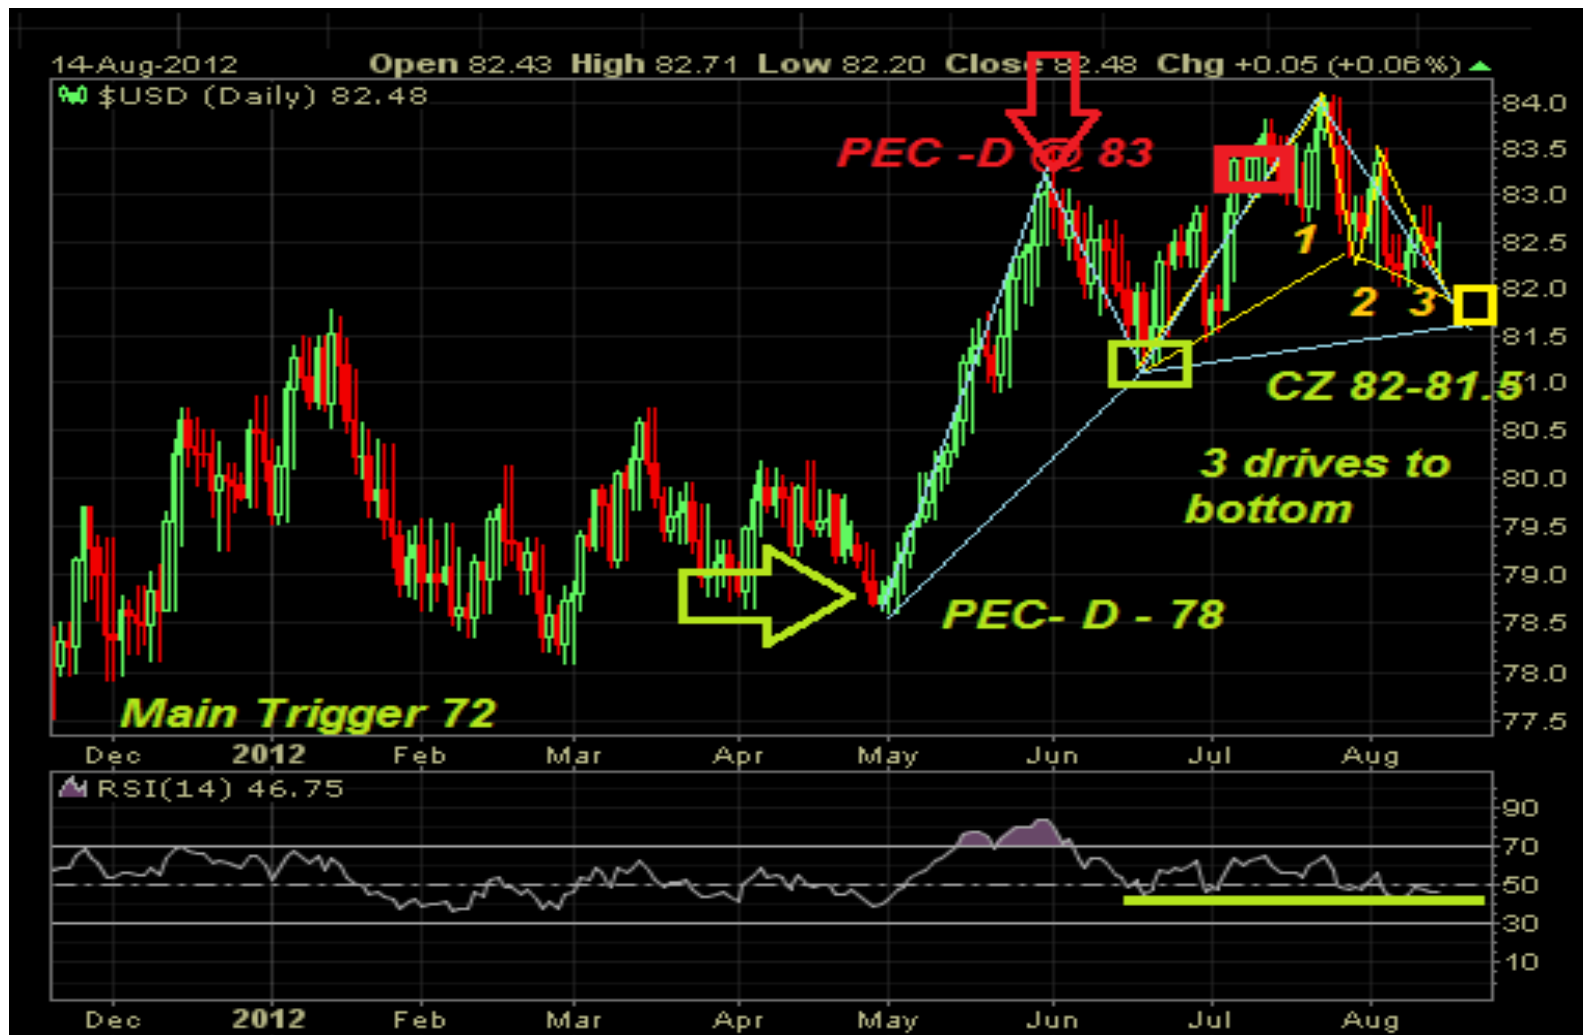 14-Aug-2012 Open 82.43 High 82.71 Low 82.20 Close 82.48 Chg +0.05 (+0.06%)
$USD (Daily) 82.48
PEC -D @ 83
84.0
83.5
83.0
82.5
82.0
81.5
81.0
80.5
80.0
79.5
79.0
78.5
78.0
77.5
1
2 3
CZ 82-81.5
3 drives to
bottom
PEC- D - 78
Main Trigger 72
Dec 2012 Feb Mar Apr May Jun Jul Aug
RSI(14) 46.75
90
70
50
30
10
Dec 2012 Feb Mar Apr May Jun Jul Aug